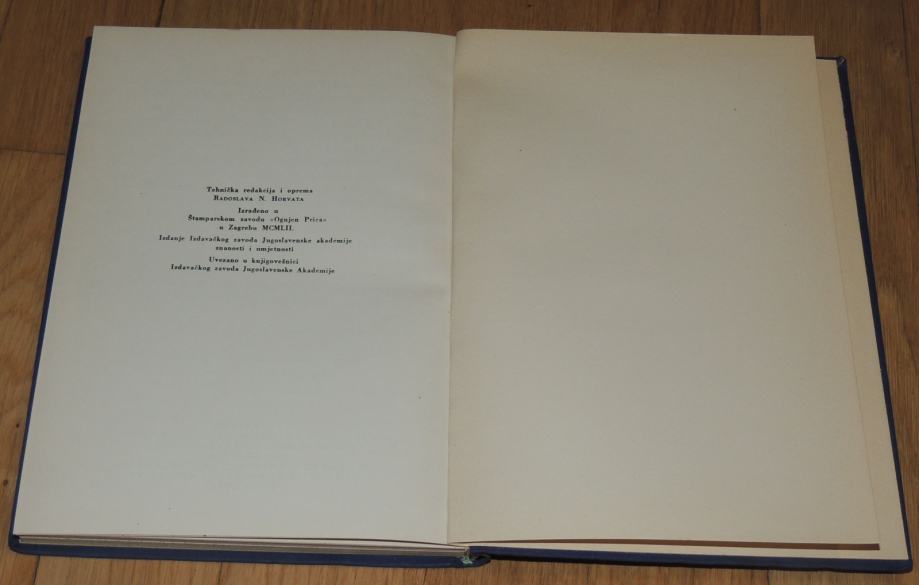 Tehnička redakcija i oprema
RADOSLAVA N. HORVATA
Izrađeno u
Štamparskom zavodu »Ognjen Prica«
u Zagrebu MCMLII.
Izdanje Izdavačkog zavoda Jugoslavenske akademije
znanosti i umjetnosti
Uvezano u knjigovežnici
Izdavačkog zavoda Jugoslavenske Akademije